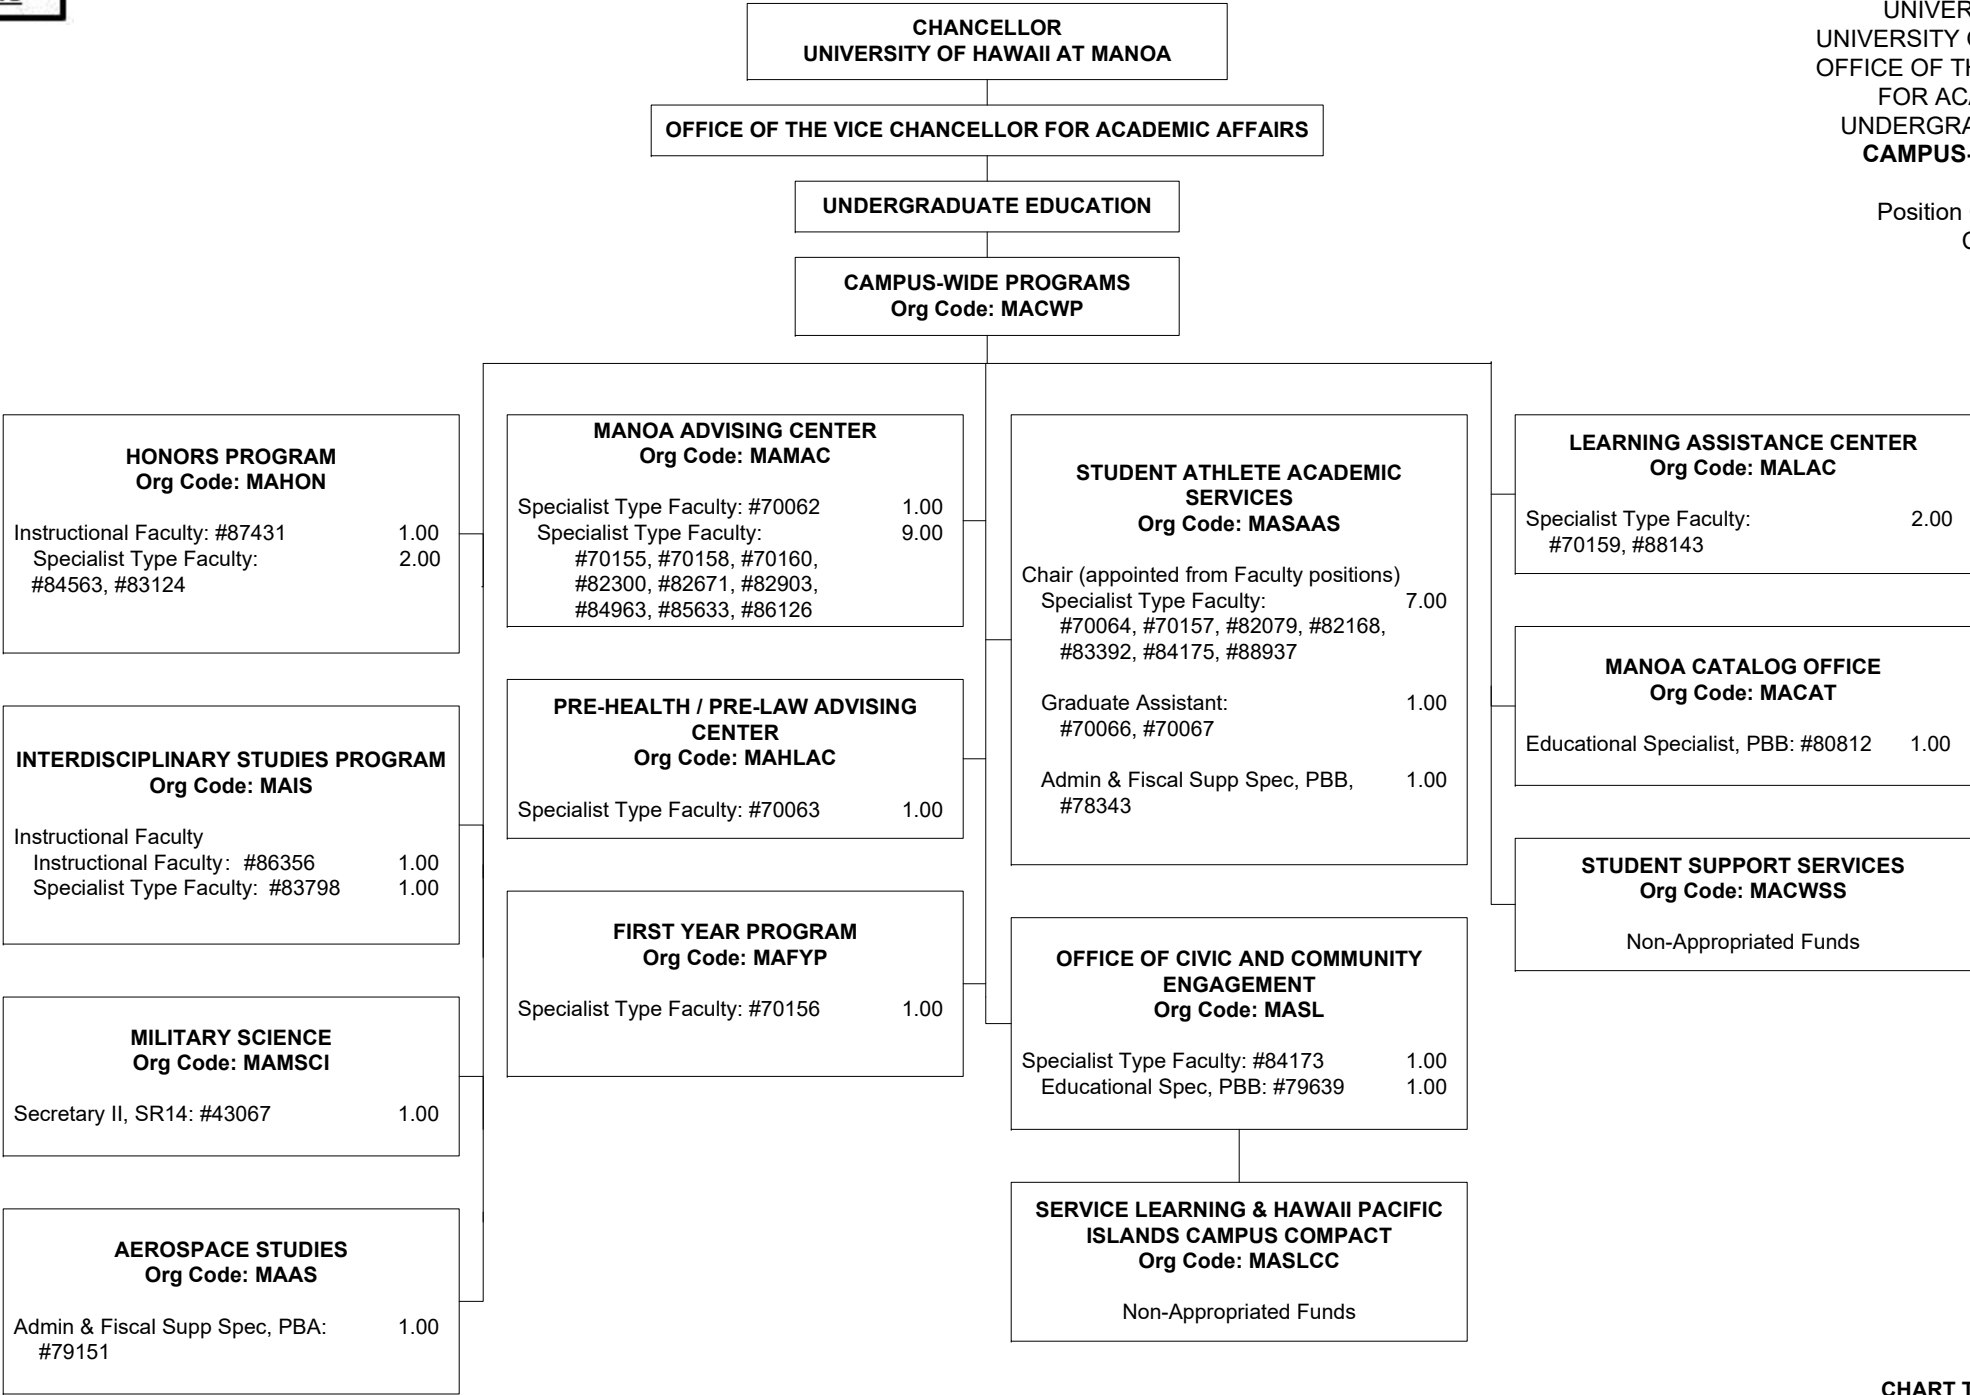 CHANCELLOR
UNIVERSITY OF HAWAII AT MANOA
OFFICE OF THE VICE CHANCELLOR FOR ACADEMIC AFFAIRS
UNDERGRADUATE EDUCATION
CAMPUS-WIDE PROGRAMS
Org Code: MACWP
UNIVERSITY
OFFICE OF
FOR
Position
HONORS PROGRAM
Org Code: MAHON
Instructional Faculty: #87431 1.00
Specialist Type Faculty: 2.00
#84563, #83124
INTERDISCIPLINARY STUDIES PROGRAM
Org Code: MAIS
Instructional Faculty
Instructional Faculty: #86356 1.00
Specialist Type Faculty: #83798 1.00
MILITARY SCIENCE
Org Code: MAMSCI
Secretary II, SR14: #43067 1.00
AEROSPACE STUDIES
Org Code: MAAS
Admin & Fiscal Supp Spec, PBA: 1.00
#79151
MANOA ADVISING CENTER
Org Code: MAMAC
Specialist Type Faculty: #70062 1.00
Specialist Type Faculty: 9.00
#70155, #70158, #70160,
#82300, #82671, #82903,
#84963, #85633, #86126
PRE-HEALTH / PRE-LAW ADVISING
CENTER
Org Code: MAHLAC
Specialist Type Faculty: #70063 1.00
FIRST YEAR PROGRAM
Org Code: MAFYP
Specialist Type Faculty: #70156 1.00
STUDENT ATHLETE ACADEMIC
SERVICES
Org Code: MASAAS
Chair (appointed from Faculty positions)
Specialist Type Faculty: 7.00
#70064, #70157, #82079, #82168,
#83392, #84175, #88937
Graduate Assistant: 1.00
#70066, #70067
Admin & Fiscal Supp Spec, PBB, 1.00
#78343
OFFICE OF CIVIC AND COMMUNITY
ENGAGEMENT
Org Code: MASL
Specialist Type Faculty: #84173 1.00
Educational Spec, PBB: #79639 1.00
SERVICE LEARNING & HAWAII PACIFIC
ISLANDS CAMPUS COMPACT
Org Code: MASLCC
Non-Appropriated Funds
LEARNING ASSISTANCE CENTER
Org Code: MALAC
Specialist Type Faculty: 2.00
#70159, #88143
MANOA CATALOG OFFICE
Org Code: MACAT
Educational Specialist, PBB: #80812 1.00
STUDENT SUPPORT SERVICES
Org Code: MACWSS
Non-Appropriated Funds
CHART